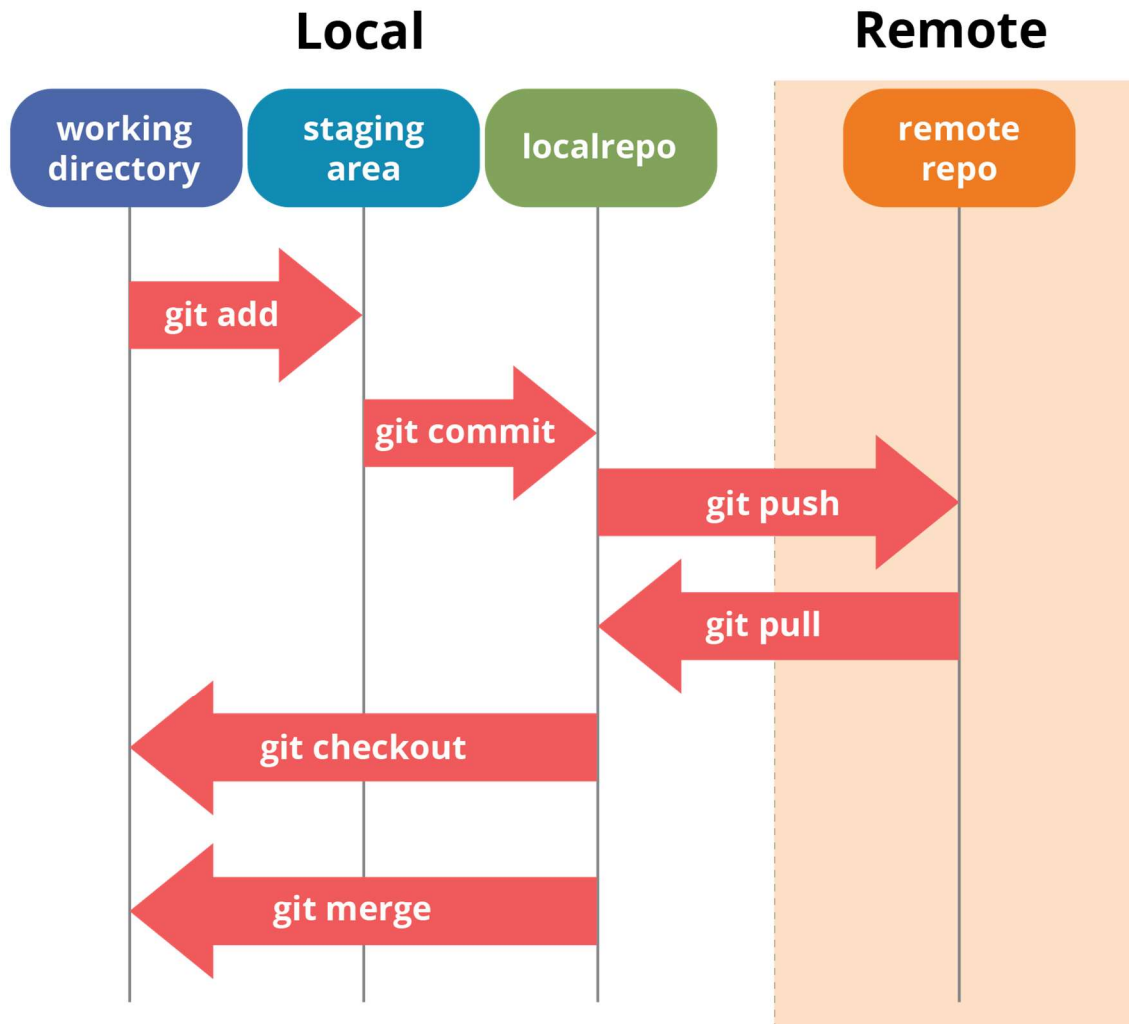 Local
Remote
working
directory
staging
area
localrepo
remote
repo
git add
git commit
git push
git pull
git checkout
git merge